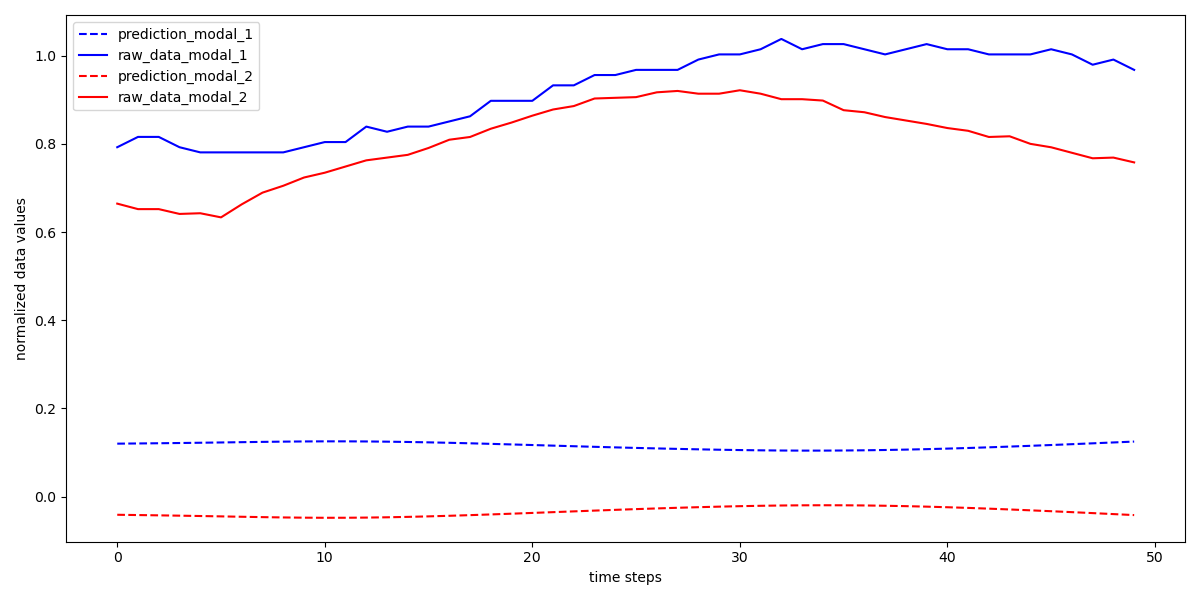 prediction_modal_1
raw_data_modal_1
prediction_modal_2
raw_data_modal_2
normalized data values
1.0
0.8
0.6
0.4
0.2
0.0
0 10 20 30 40 50
time steps